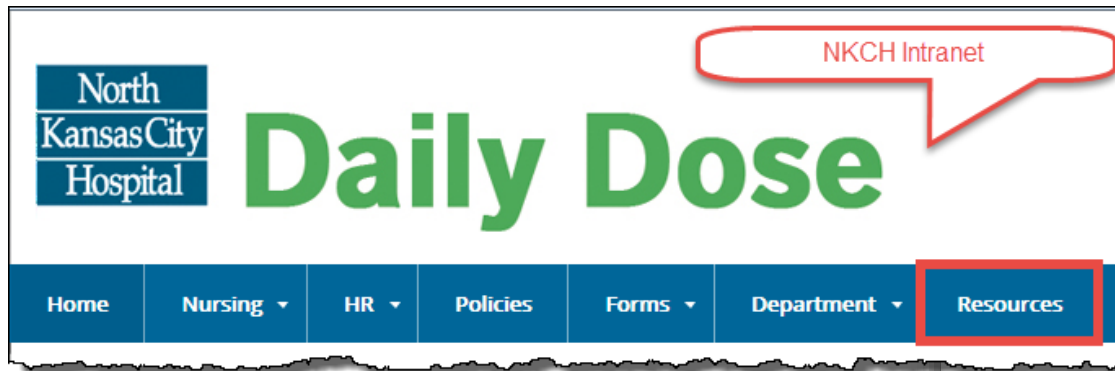 NKCH Intranet
North
Kansas City
Hospital
Daily Dose
Home Nursing HR Policies Forms Department Resources